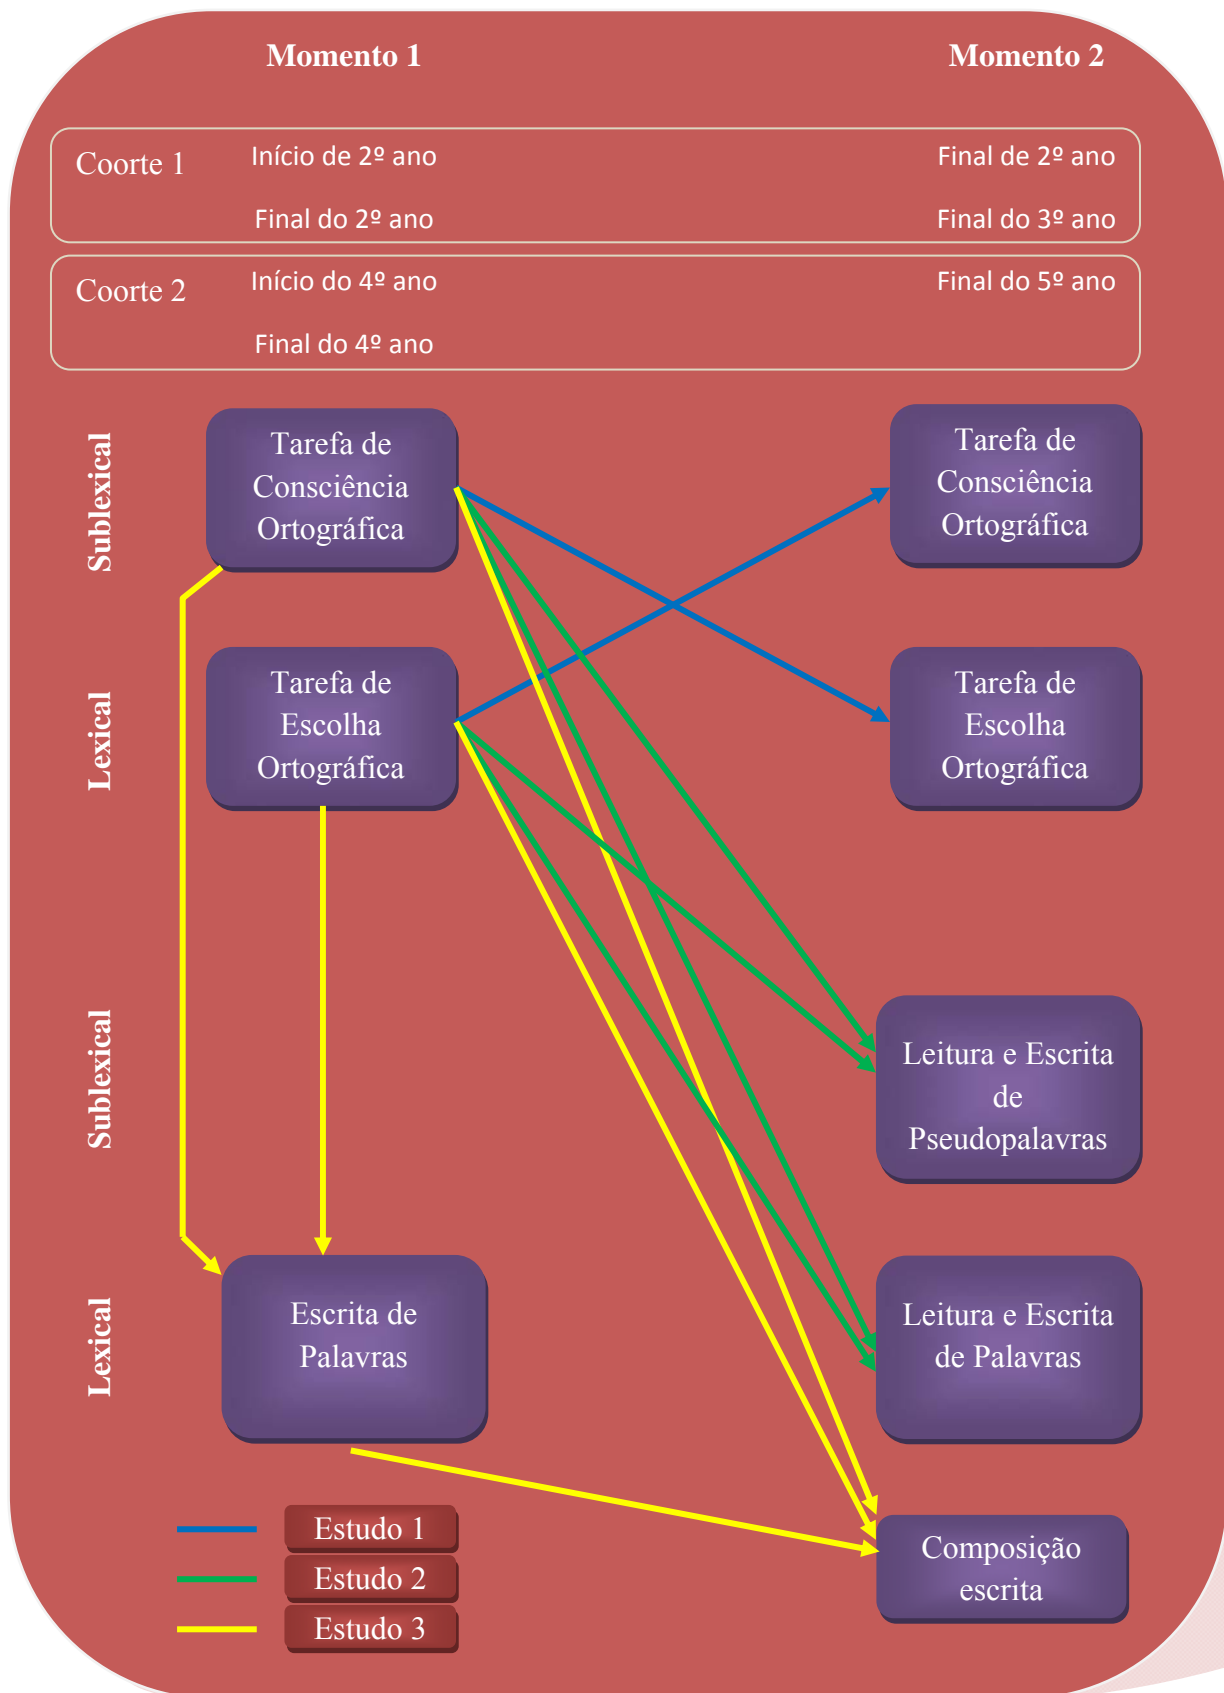 Momento 1
Momento 2
Coorte 1
Início de 2º ano
Final de 2º ano
Final do 2º ano
Final do 3º ano
Coorte 2
Início do 4º ano
Final do 5º ano
Final do 4º ano
Sublexical
Tarefa de
Consciência
Ortográfica
Tarefa de
Consciência
Ortográfica
Lexical
Tarefa de
Escolha
Ortográfica
Tarefa de
Escolha
Ortográfica
Sublexical
Leitura e Escrita
de
Pseudopalavras
Lexical
Escrita de
Palavras
Leitura e Escrita
de Palavras
Composição
escrita
Estudo 1
Estudo 2
Estudo 3